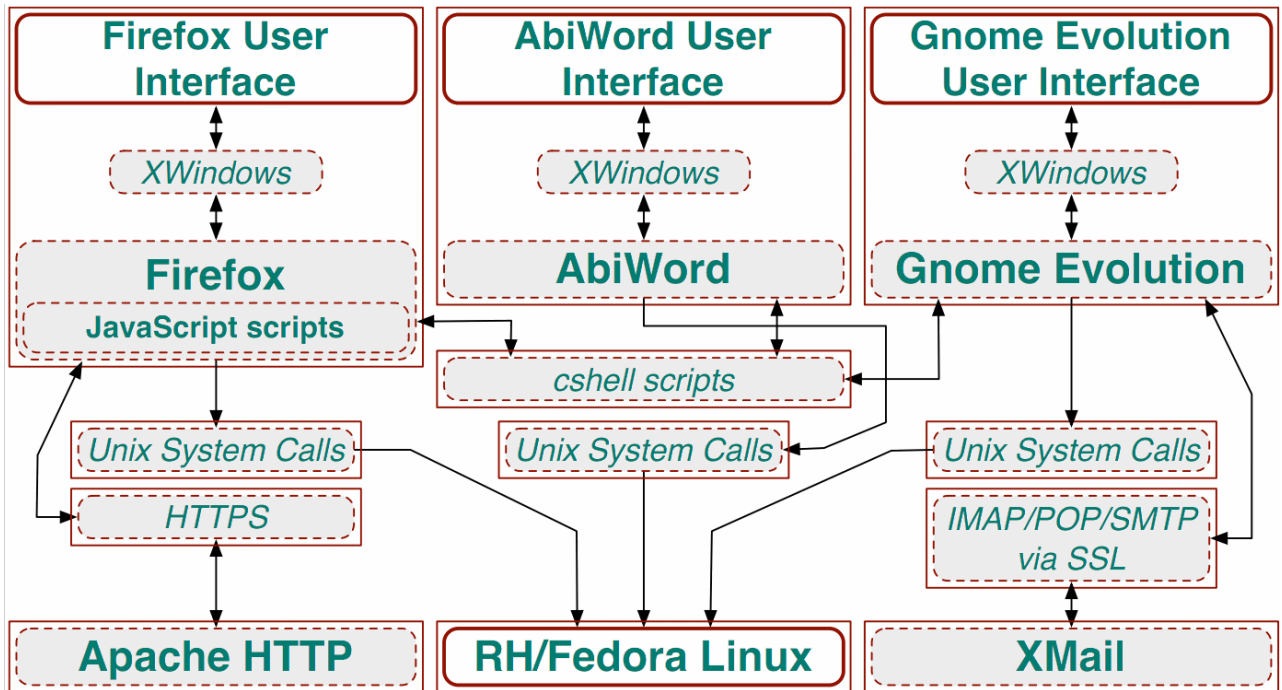 Firefox User
Interface
AbiWord User
Interface
Gnome Evolution
User Interface
XWindows
XWindows
XWindows
Firefox
AbiWord
Gnome Evolution
JavaScript scripts
cshell scripts
Unix System Calls
Unix System Calls
Unix System Calls
HTTPS
IMAP/POP/SMTP
via SSL
Apache HTTP
RH/Fedora Linux
XMail